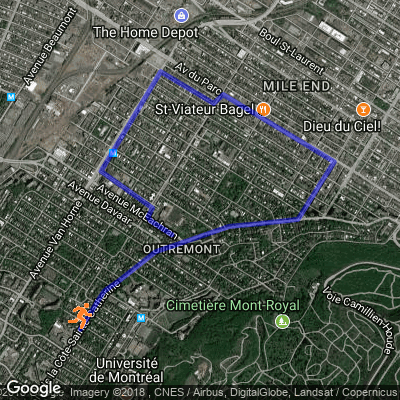 The Home Depot
Boul-St-Laurent
Avenue Beaumont
Av du Parc
MILE END
St-Viateur Bagel
Dieu du Ciel!
M
Avenue McEachran
Avenue Davaar
Avenue Van Horne
OUTREMONT
la Côte-Sainte-Catherine
Cimetière Mont-Royal
Voie Camillien-Houde
M
Université
de Montréal
Google
Imagery ©2018 , CNES / Airbus, DigitalGlobe, Landsat / Copernicus